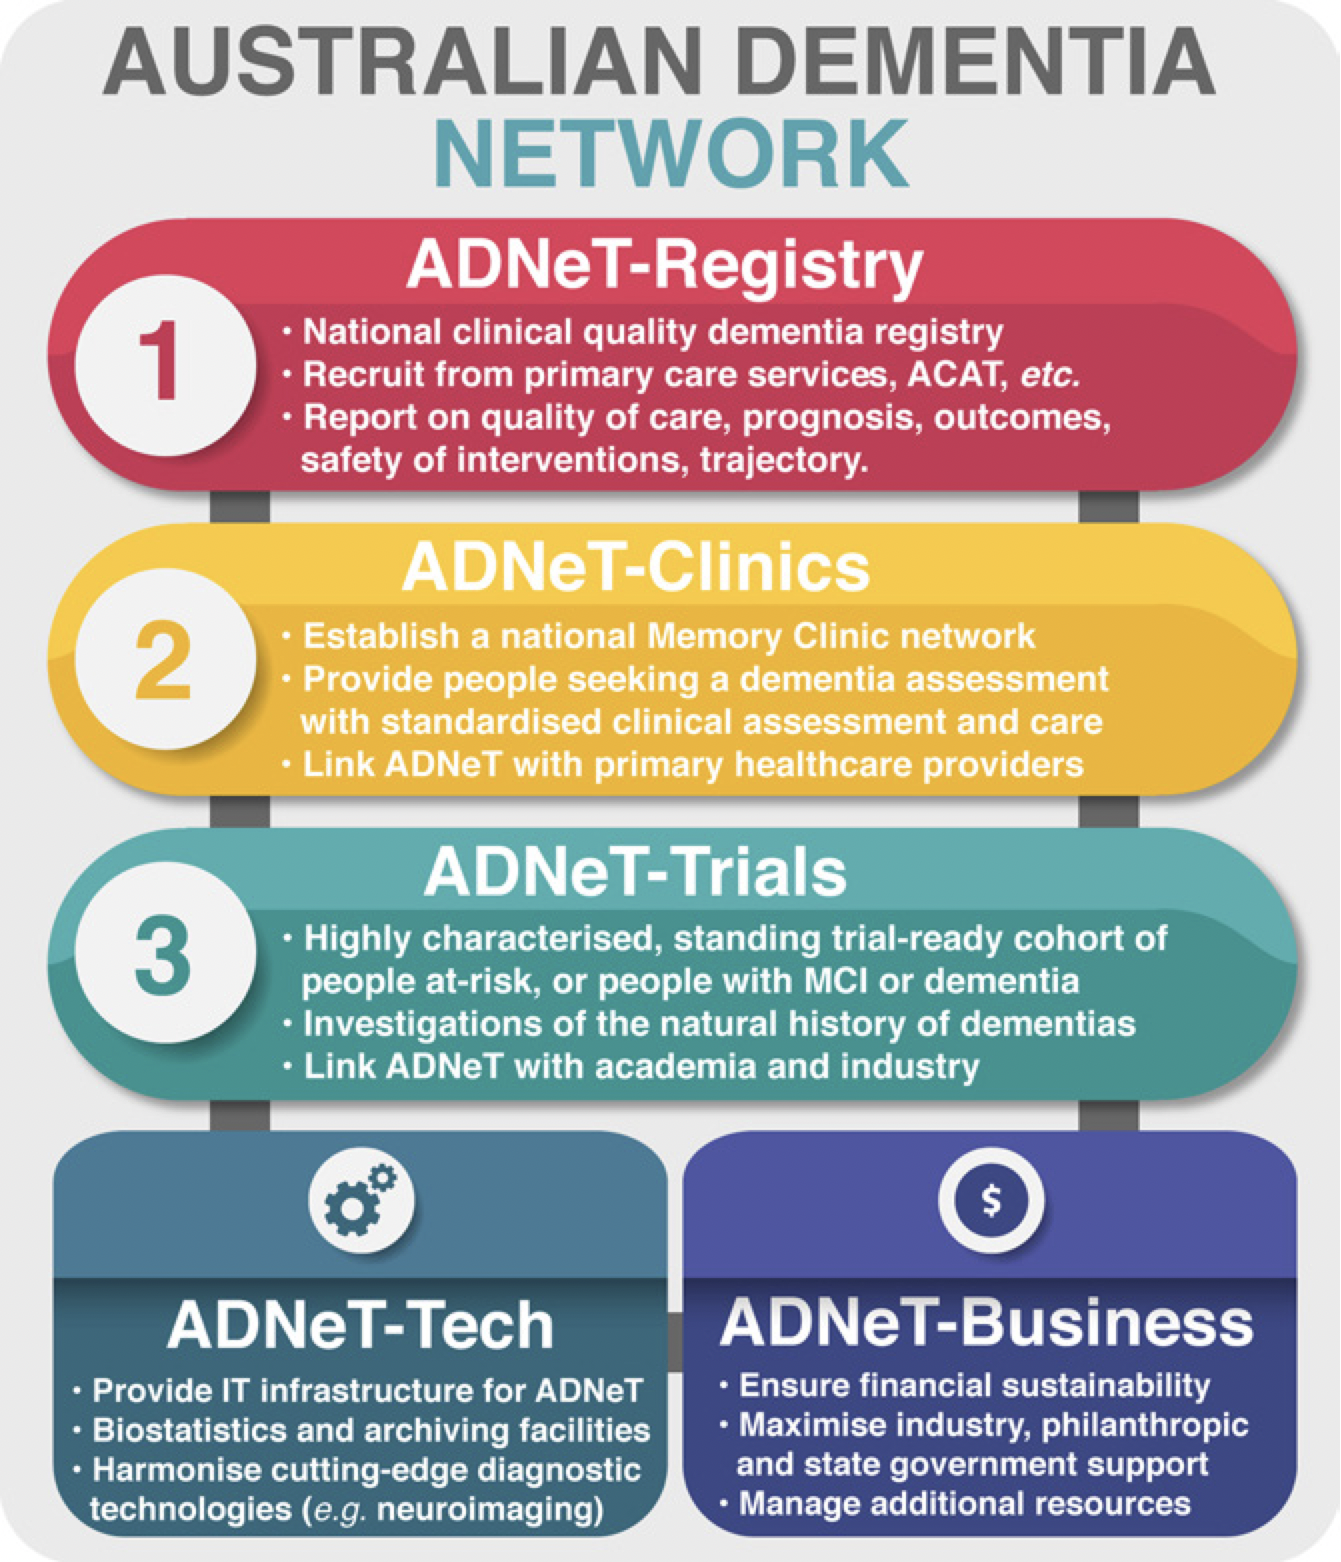 AUSTRALIAN DEMENTIA
NETWORK
ADNeT-Registry
1
• National clinical quality dementia registry
• Recruit from primary care services, ACAT, etc.
• Report on quality of care, prognosis, outcomes,
safety of interventions, trajectory.
ADNeT-Clinics
2
• Establish a national Memory Clinic network
• Provide people seeking a dementia assessment
with standardised clinical assessment and care
• Link ADNeT with primary healthcare providers
ADNeT-Trials
3
• Highly characterised, standing trial-ready cohort of
people at-risk, or people with MCI or dementia
• Investigations of the natural history of dementias
• Link ADNeT with academia and industry
ADNeT-Tech
• Provide IT infrastructure for ADNeT
• Biostatistics and archiving facilities
• Harmonise cutting-edge diagnostic
technologies (e.g. neuroimaging)
$
ADNeT-Business
• Ensure financial sustainability
• Maximise industry, philanthropic
and state government support
• Manage additional resources